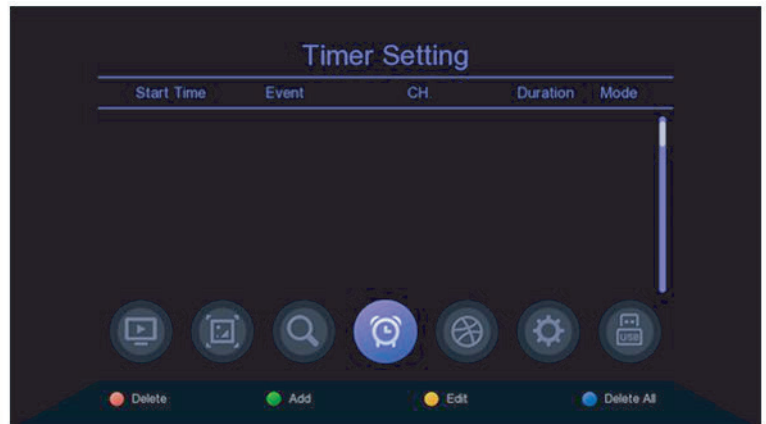 Timer Setting
Start Time Event CH Duration Mode
USB
Delete Add Edit Delete All